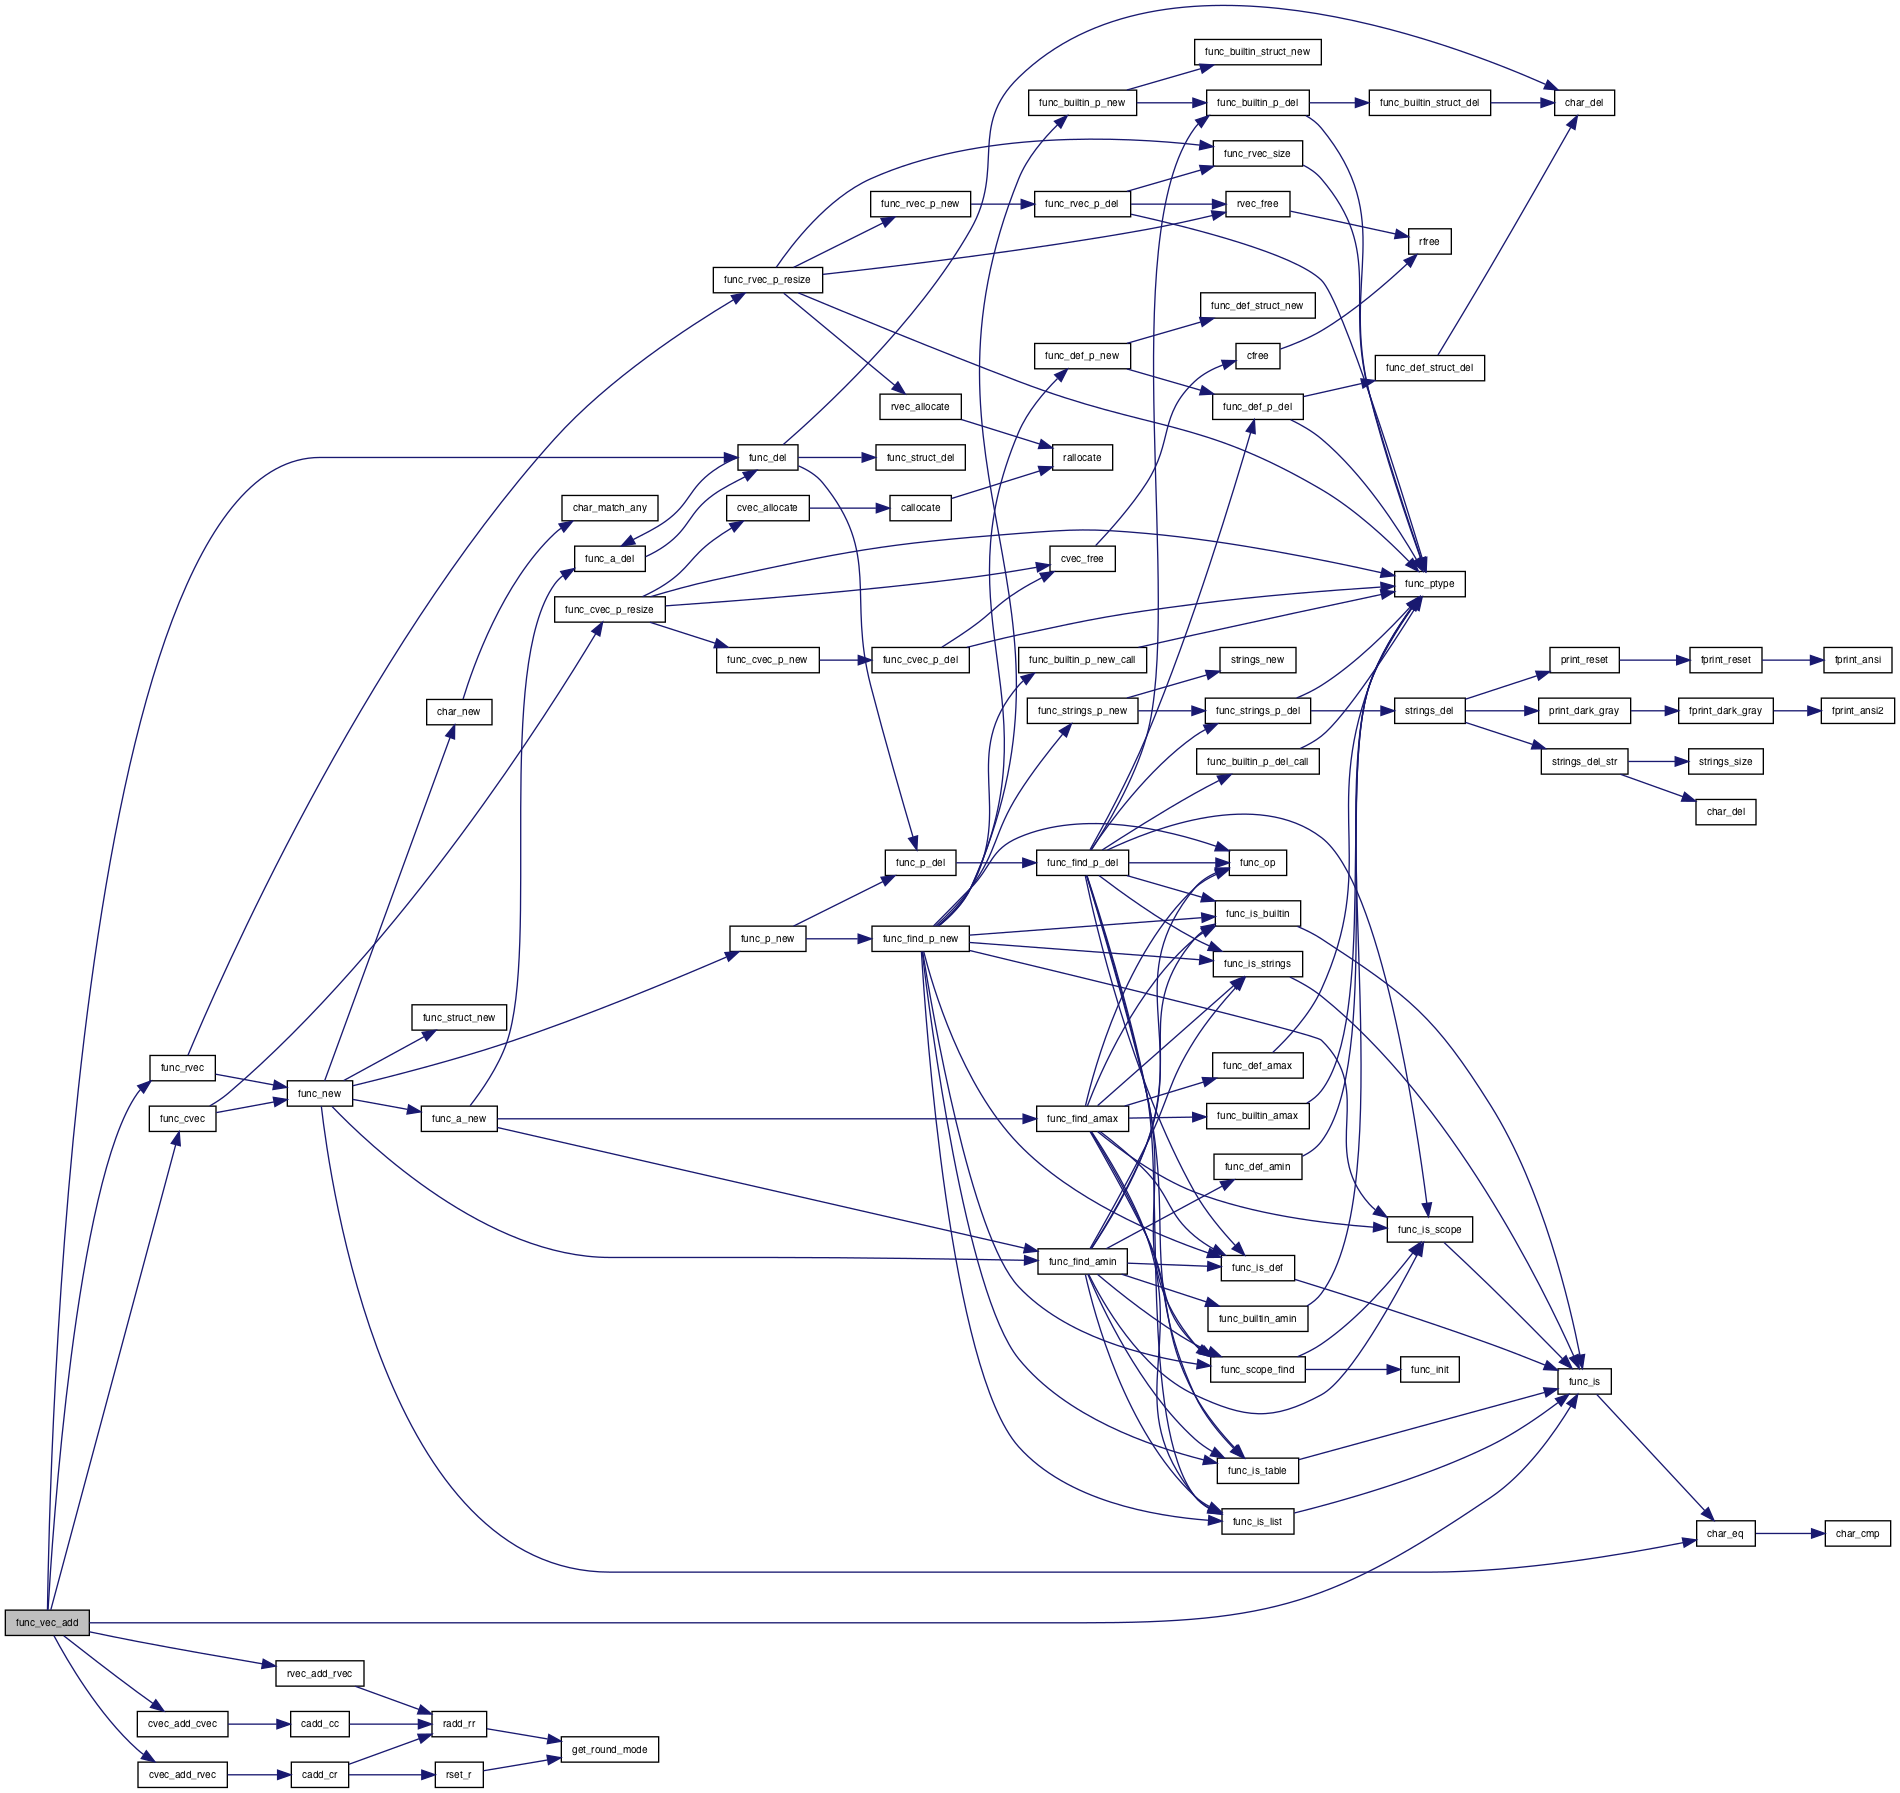 func_builtin_struct_new
func_builtin_p_new
func_builtin_p_del
func_builtin_struct_del
char_del
func_rvec_size
func_rvec_p_new
func_rvec_p_del
rvec_free
rfree
func_rvec_p_resize
func_def_struct_new
func_def_p_new
cfree
func_def_struct_del
rvec_allocate
func_def_p_del
func_del
func_struct_del
rallocate
char_match_any
cvec_allocate
callocate
func_a_del
cvec_free
func_ptype
func_cvec_p_resize
func_cvec_p_new
func_cvec_p_del
func_builtin_p_new_call
strings_new
print_reset
fprint_reset
fprint_ansi
char_new
func_strings_p_new
func_strings_p_del
strings_del
print_dark_gray
fprint_dark_gray
fprint_ansi2
func_builtin_p_del_call
strings_del_str
strings_size
char_del
func_p_del
func_find_p_del
func_op
func_is_builtin
func_p_new
func_find_p_new
func_is_strings
func_struct_new
func_rvec
func_def_amax
func_new
func_cvec
func_a_new
func_find_amax
func_builtin_amax
func_def_amin
func_is_scope
func_find_amin
func_is_def
func_builtin_amin
func_scope_find
func_init
func_is
func_is_table
func_is_list
char_eq
char_cmp
func_vec_add
rvec_add_rvec
cvec_add_cvec
cadd_cc
radd_rr
get_round_mode
cvec_add_rvec
cadd_cr
rset_r